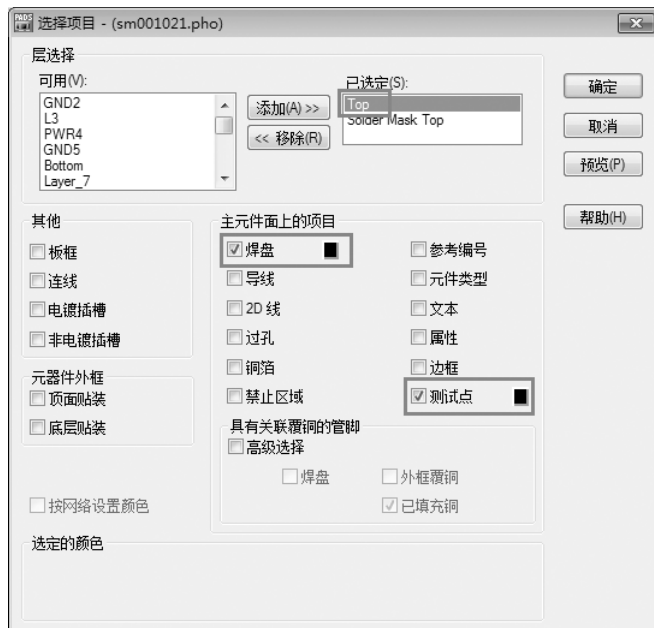 PADS 选择项目 - (sm001021.pho)
层选择
可用(V):
GND2
L3
PWR4
GND5
Bottom
Layer_7
添加(A) >>
<< 移除(R)
已选定(S):
Top
Solder Mask Top
确定
取消
预览(P)
帮助(H)
其他
板框
连线
电镀插槽
非电镀插槽
元器件外框
顶面贴装
底层贴装
按网络设置颜色
主元件面上的项目
焊盘
导线
2D 线
过孔
铜箔
禁止区域
参考编号
元件类型
文本
属性
边框
测试点
具有关联覆铜的管脚
高级选择
焊盘
外框覆铜
已填充铜
选定的颜色